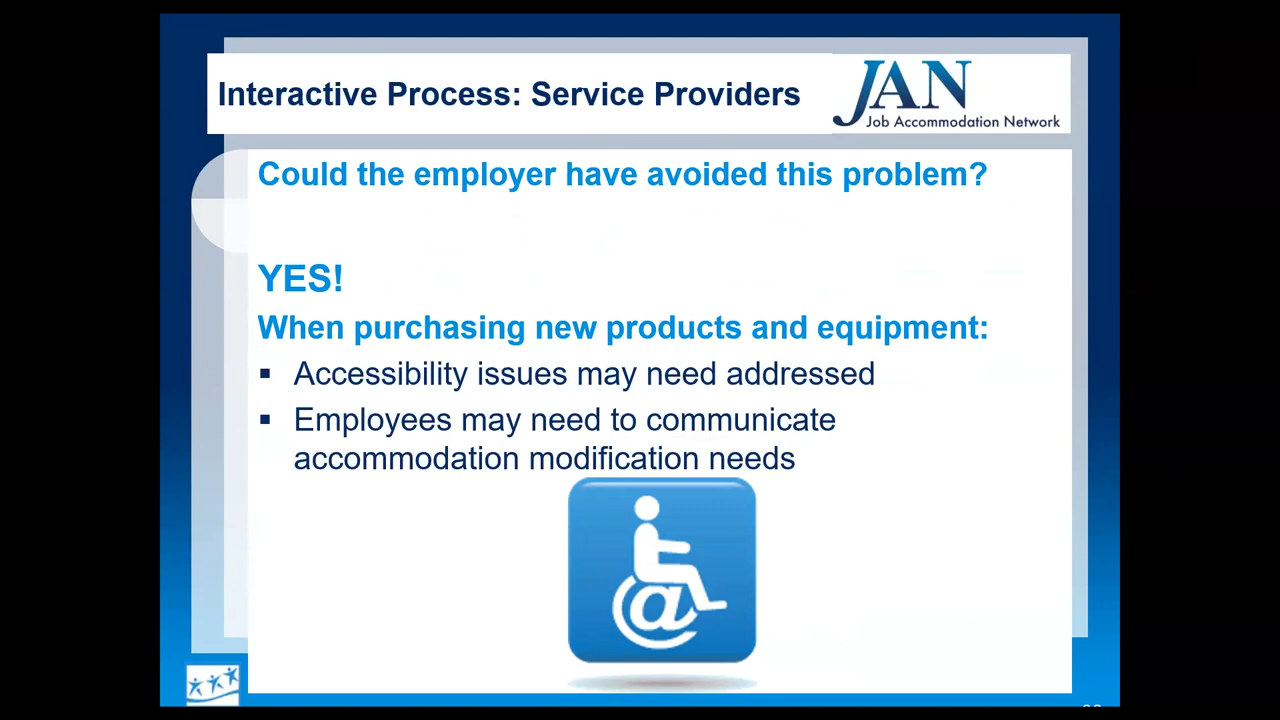 Interactive Process: Service Providers
JAN
Job Accommodation Network
Could the employer have avoided this problem?
YES!
When purchasing new products and equipment:
▪ Accessibility issues may need addressed
▪ Employees may need to communicate
accommodation modification needs
@